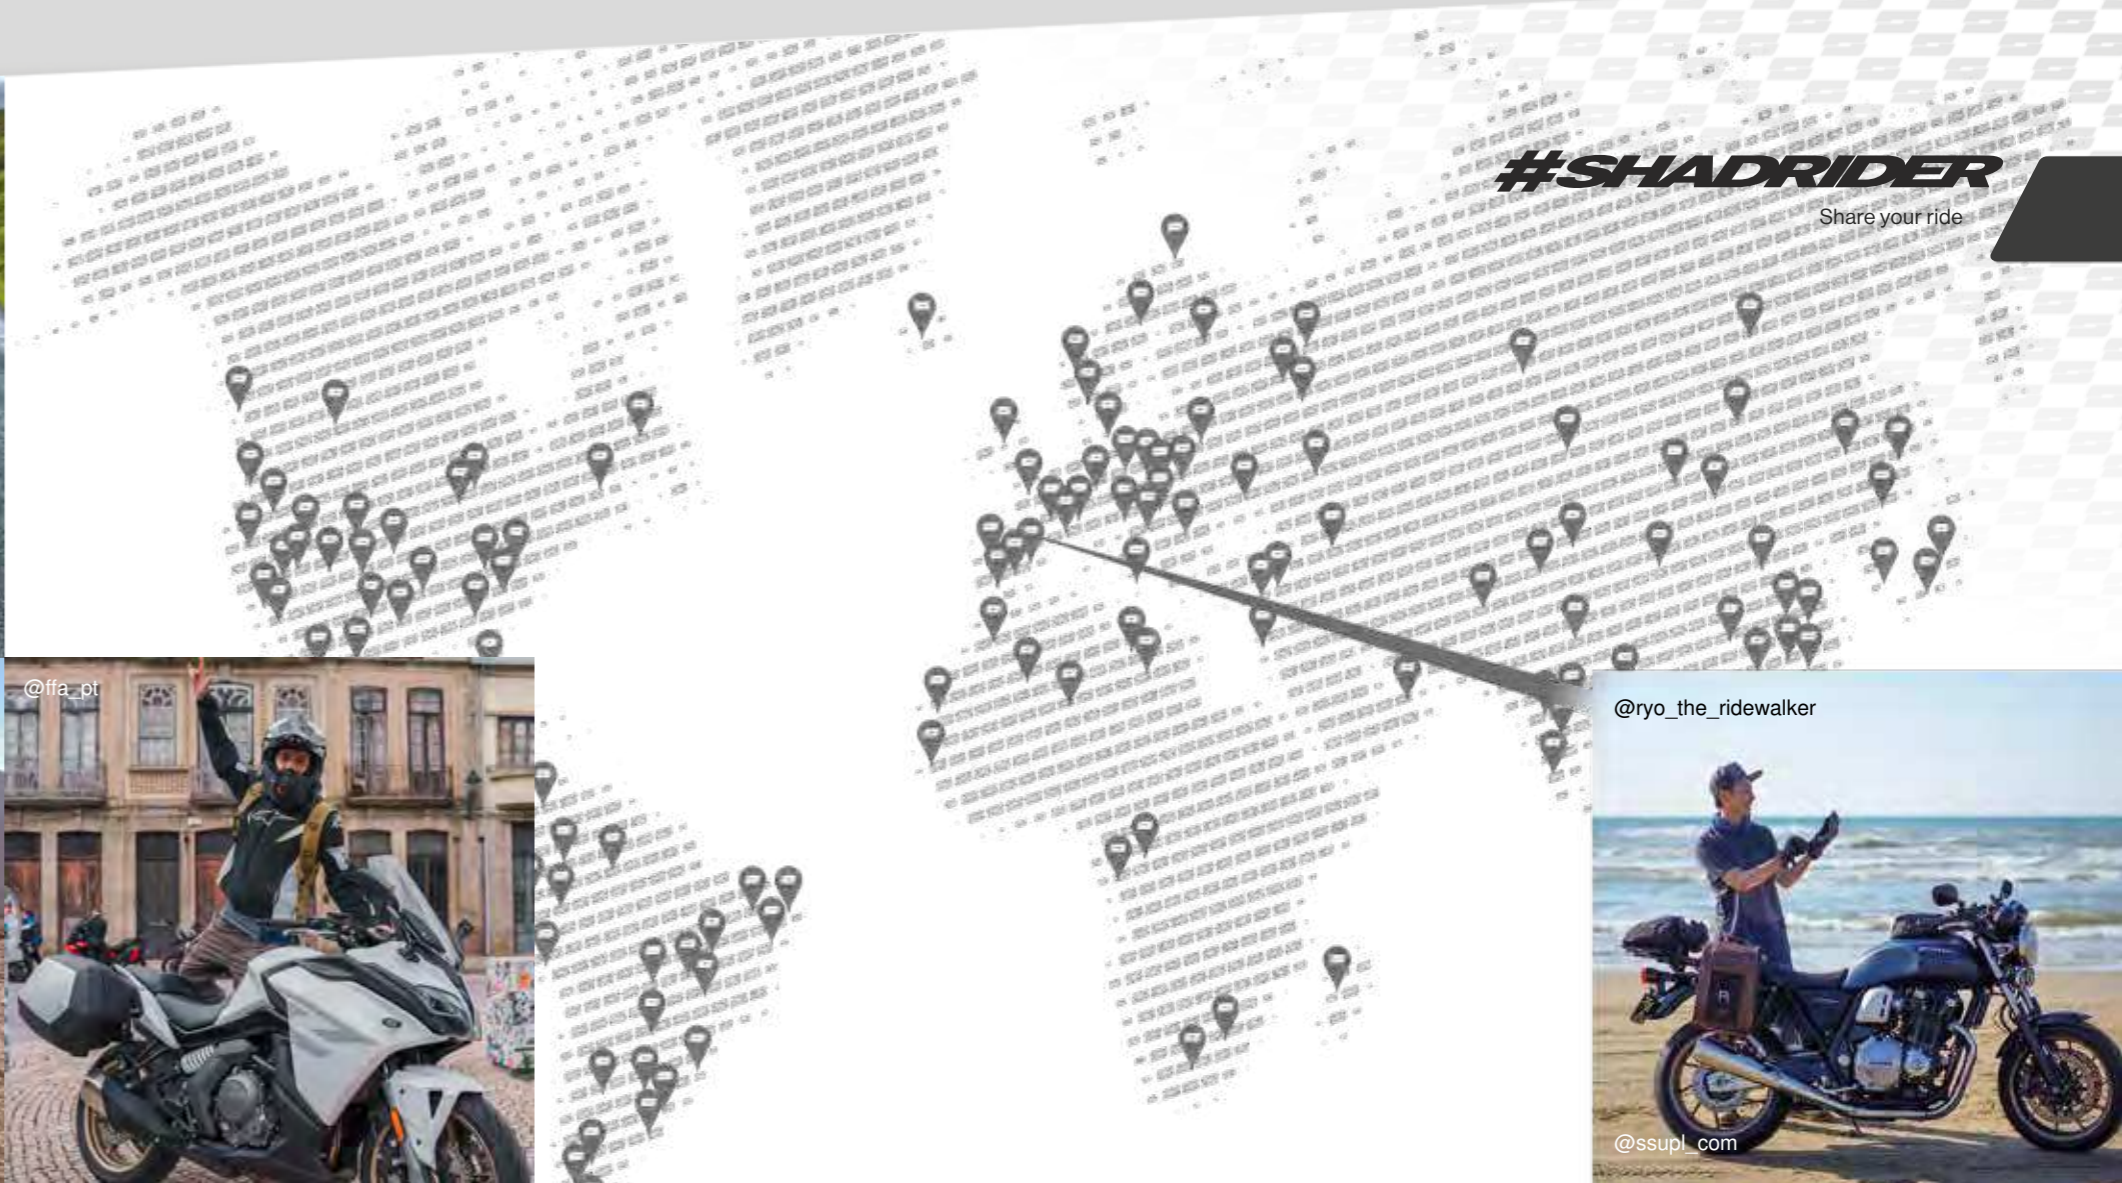 #SHADRIDER
Share your ride
@ffa_pt
@ryo_the_ridewalker
@ssupl_com